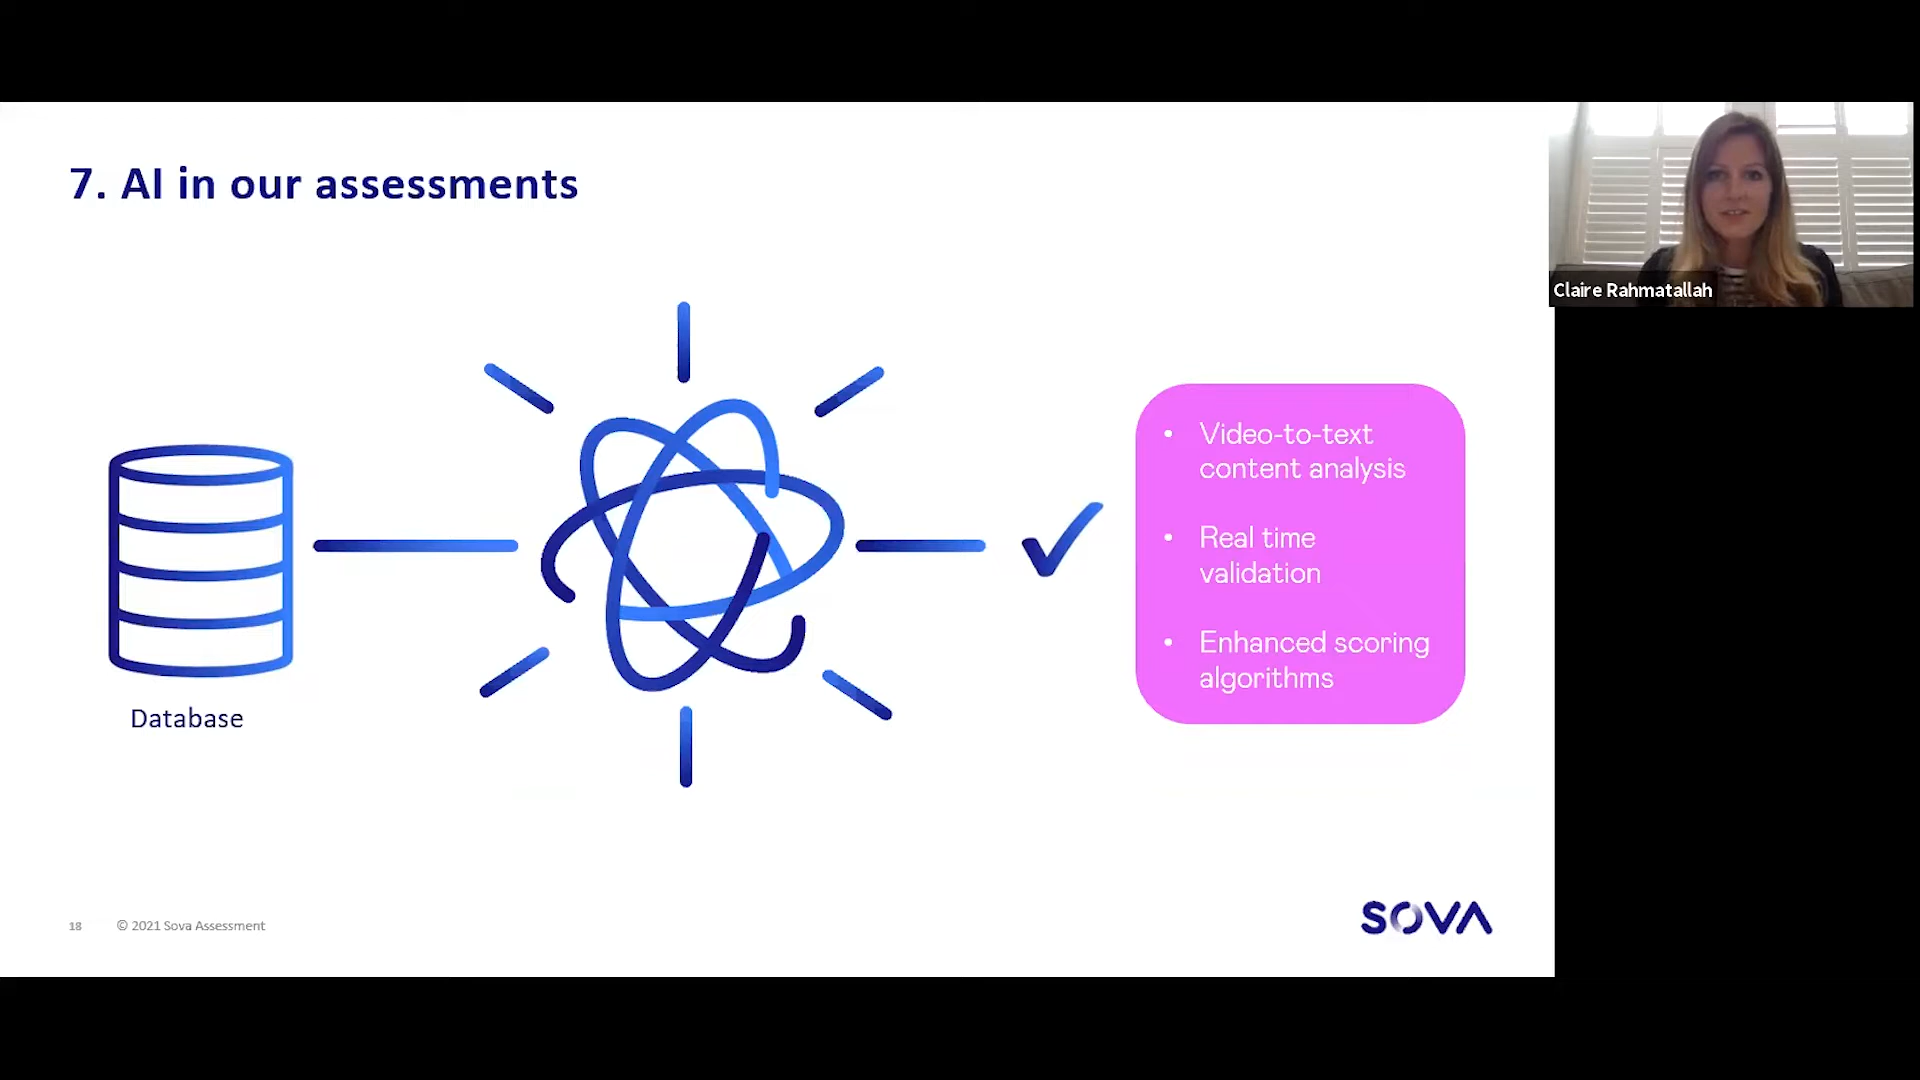 7. AI in our assessments
Claire Rahmatallah
• Video-to-text
content analysis
• Real time
validation
• Enhanced scoring
algorithms
Database
18 © 2021 Sova Assessment
SOVA